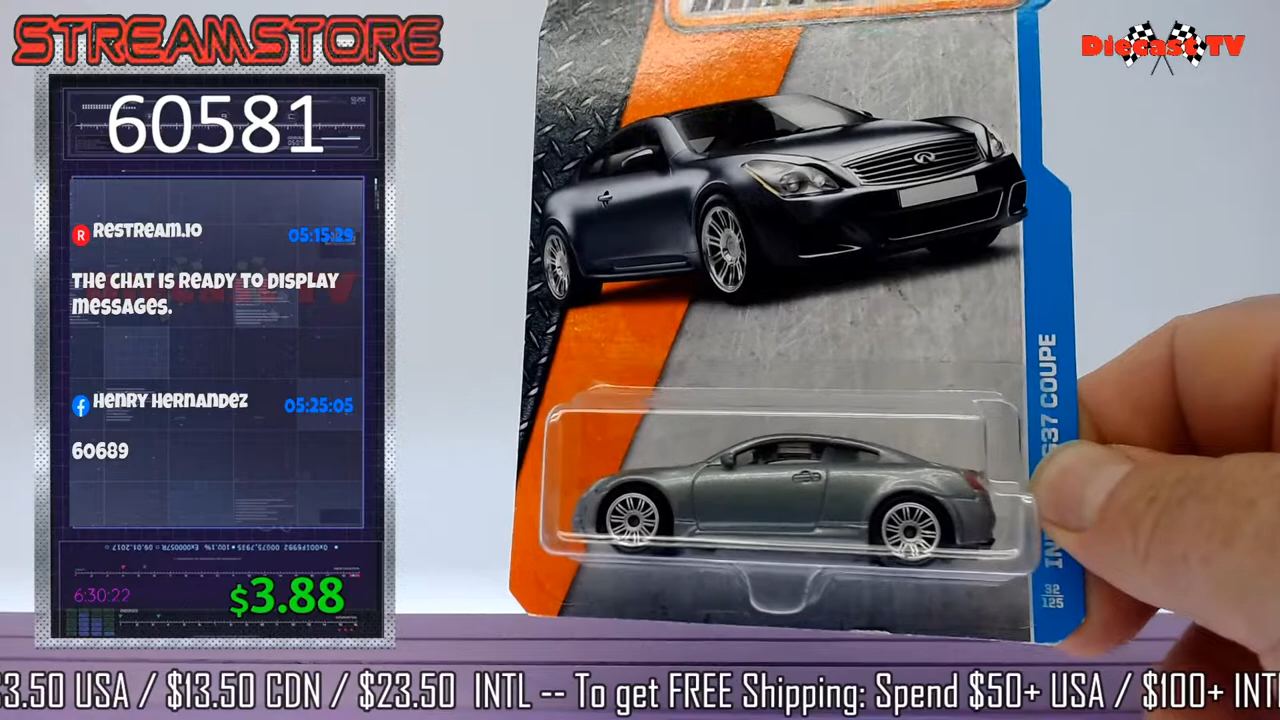 STREAMSTORE
60581
Restream.io
05:15:29
The chat is ready to display
messages.
Henry Hernandez
05:25:05
60689
6:30:22
$3.88
Diecast TV
G37 COUPE
32
125
3.50 USA / $13.50 CDN / $23.50 INTL -- To get FREE Shipping: Spend $50+ USA / $100+ INT